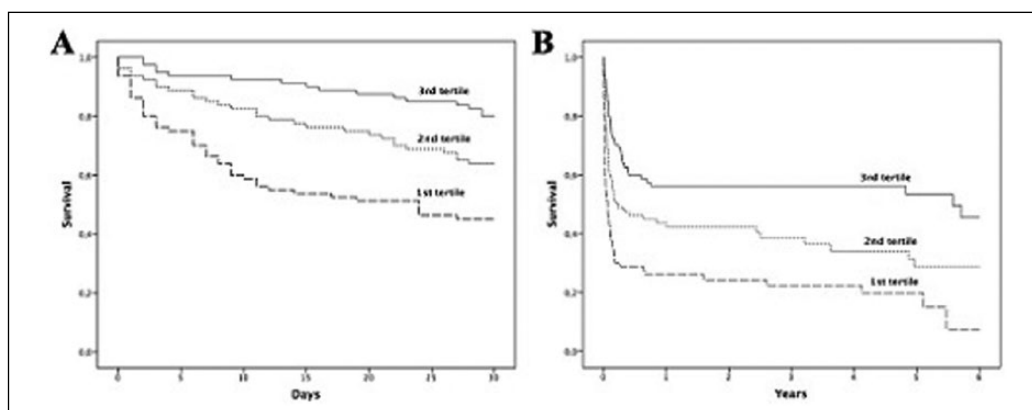 A
B
1,0
0,8
0,6
0,4
0,2
0,0
Survival
3rd tertile
2nd tertile
1st tertile
0 5 10 15 20 25 30
Days
1,0
0,8
0,6
0,4
0,2
0,0
Survival
3rd tertile
2nd tertile
1st tertile
0 1 2 3 4 5 6
Years